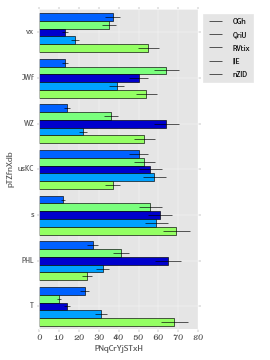 vx
JWf
WZ
usKC
s
PHL
T
pTZfnXdb
0 10 20 30 40 50 60 70 80
PNqCrYjSTxH
OGh
QriU
RVtix
IIE
nZID